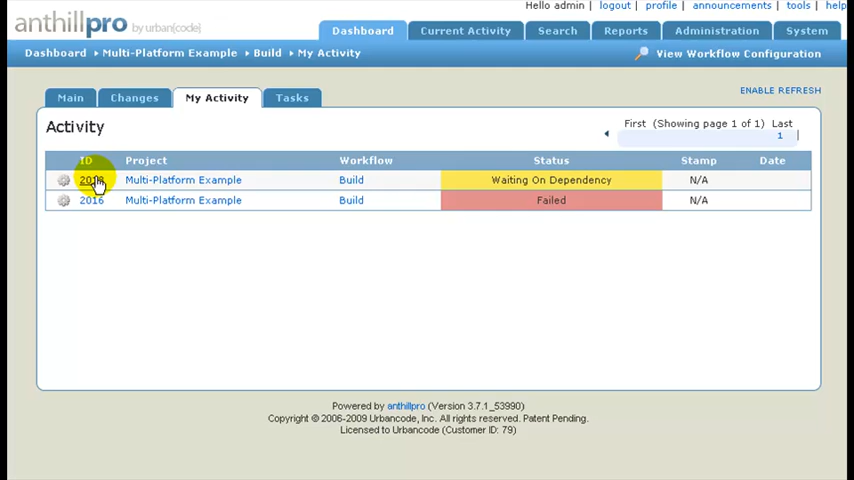 Hello admin | logout | profile | announcements | tools | help
anthillpro by urban{code}
Dashboard Current Activity Search Reports Administration System
Dashboard Multi-Platform Example Build My Activity View Workflow Configuration
ENABLE REFRESH
Main Changes My Activity Tasks
Activity
First (Showing page 1 of 1) Last
1
ID Project Workflow Status Stamp Date
Multi-Platform Example Build Waiting On Dependency N/A
2016 Multi-Platform Example Build Failed N/A
Powered by anthillpro (Version 3.7.1_53990)
Copyright © 2006-2009 Urbancode, Inc. All rights reserved. Patent Pending.
Licensed to Urbancode (Customer ID: 79)